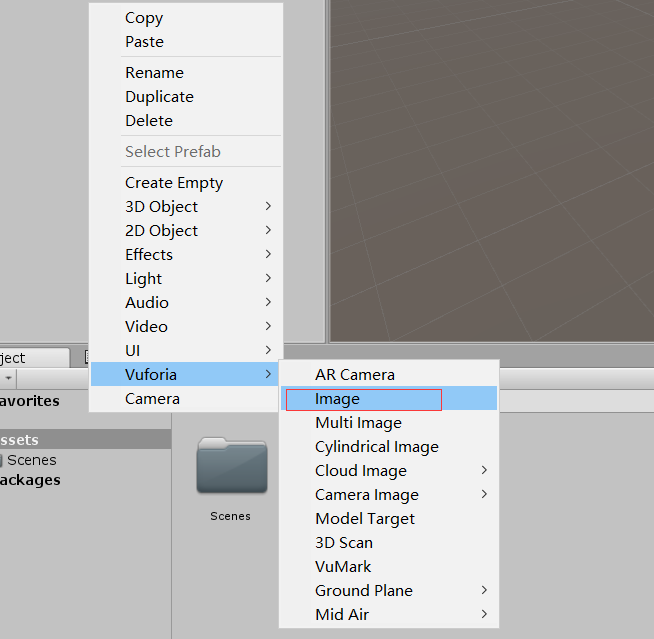 Copy
Paste
Rename
Duplicate
Delete
Select Prefab
Create Empty
3D Object
2D Object
Effects
Light
Audio
Video
UI
Vuforia
Camera
AR Camera
Image
Multi Image
Cylindrical Image
Cloud Image
Camera Image
Model Target
3D Scan
VuMark
Ground Plane
Mid Air
ject
avorites
ssets
Scenes
ackages
Scenes